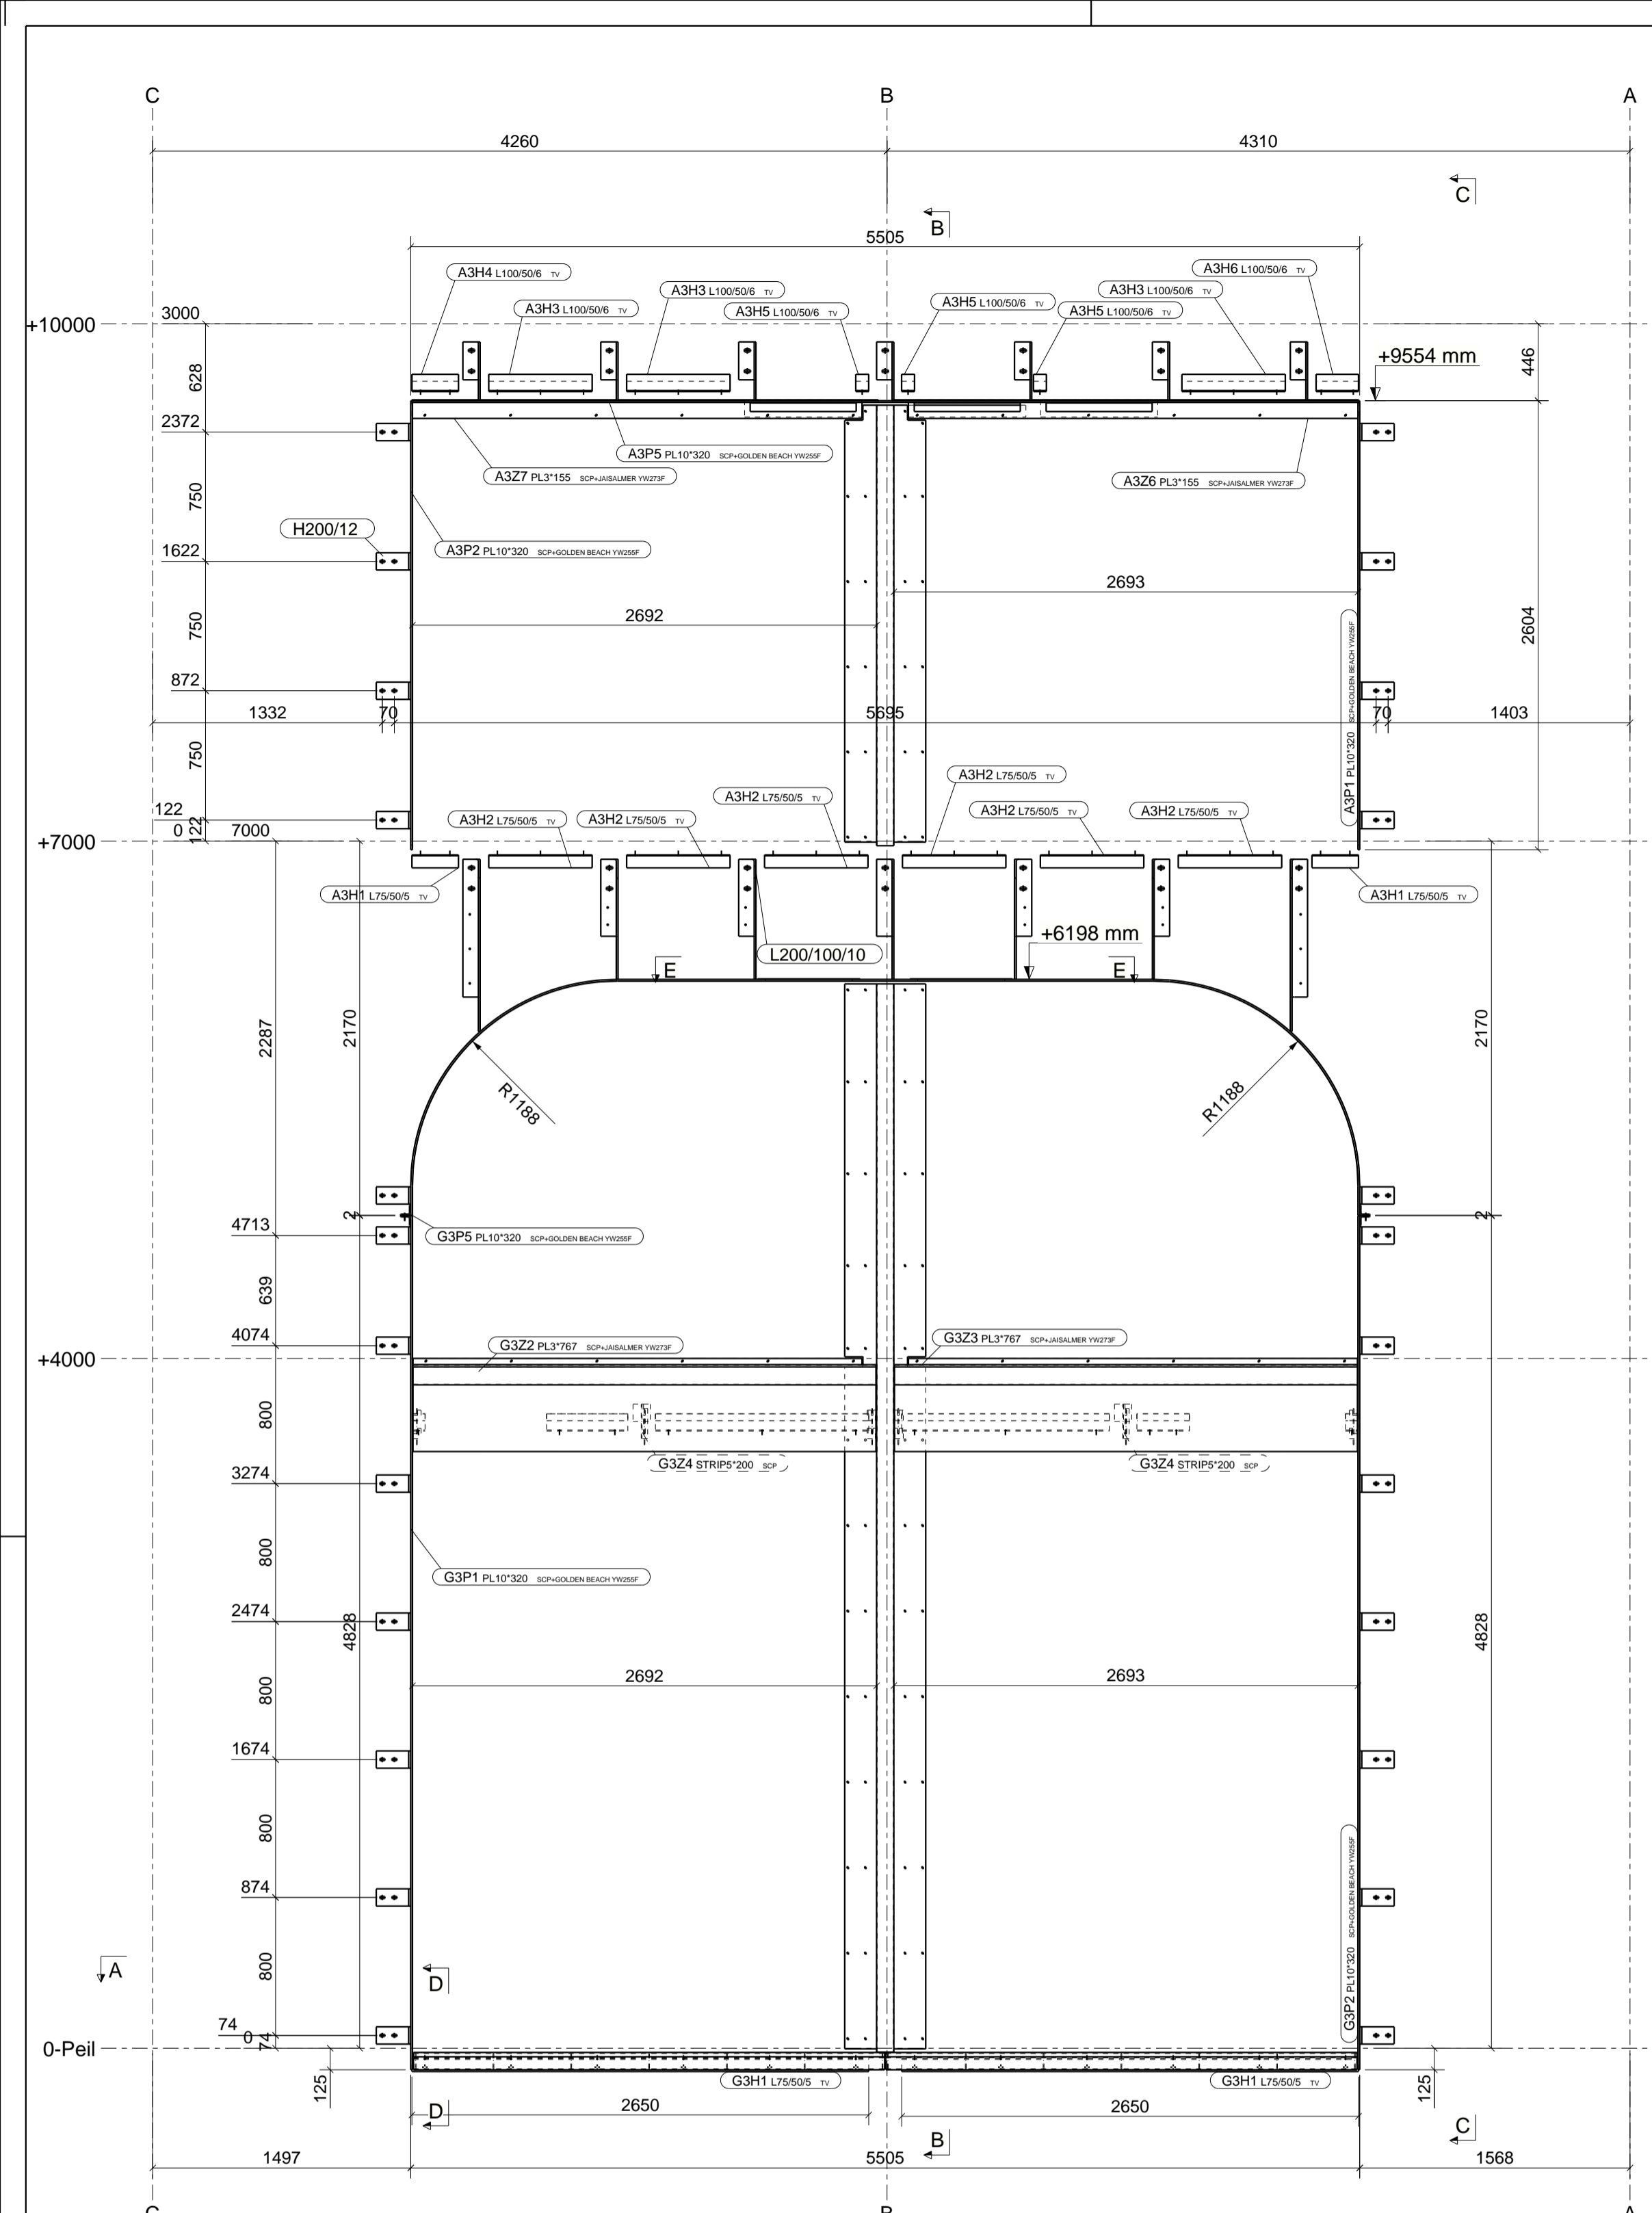 C
B
A
4260
4310
C
B
5505
A3H4 L100/50/6 TV
A3H3 L100/50/6 TV
A3H3 L100/50/6 TV
A3H5 L100/50/6 TV
A3H5 L100/50/6 TV
A3H3 L100/50/6 TV
A3H6 L100/50/6 TV
A3H5 L100/50/6 TV
+10000
3000
446
628
+9554 mm
2372
A3P5 PL10*320 SCP+GOLDEN BEACH YW255F
A3Z7 PL3*155 SCP+JAISALMER YW273F
A3Z6 PL3*155 SCP+JAISALMER YW273F
750
H200/12
1622
A3P2 PL10*320 SCP+GOLDEN BEACH YW255F
2693
2692
750
2604
A3P1 PL10*320 SCP+GOLDEN BEACH YW255F
872
1332
70
5695
70
1403
750
A3H2 L75/50/5 TV
A3H2 L75/50/5 TV
A3H2 L75/50/5 TV
A3H2 L75/50/5 TV
A3H2 L75/50/5 TV
A3H2 L75/50/5 TV
122
122
0
7000
+7000
A3H1 L75/50/5 TV
A3H1 L75/50/5 TV
L200/100/10
+6198 mm
E
E
2287
2170
2170
R1188
R1188
2
2
4713
G3P5 PL10*320 SCP+GOLDEN BEACH YW255F
639
4074
G3Z2 PL3*767 SCP+JAISALMER YW273F
G3Z3 PL3*767 SCP+JAISALMER YW273F
+4000
800
3274
G3Z4 STRIP5*200 SCP
G3Z4 STRIP5*200 SCP
800
G3P1 PL10*320 SCP+GOLDEN BEACH YW255F
2474
4828
4828
800
2692
2693
1674
800
874
G3P2 PL10*320 SCP+GOLDEN BEACH YW255F
800
A
D
74
0
74
0-Peil
125
G3H1 L75/50/5 TV
G3H1 L75/50/5 TV
125
D
2650
2650
B
C
1497
5505
1568
C
B
A